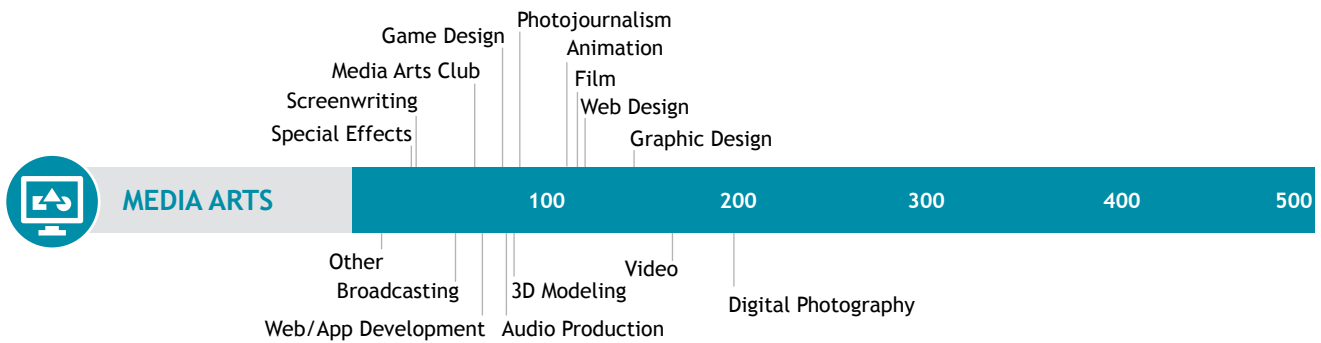 Photojournalism
Game Design
Animation
Media Arts Club
Film
Screenwriting
Web Design
Special Effects
Graphic Design
MEDIA ARTS
100 200 300 400 500
Other
Video
Broadcasting
3D Modeling
Digital Photography
Web/App Development
Audio Production